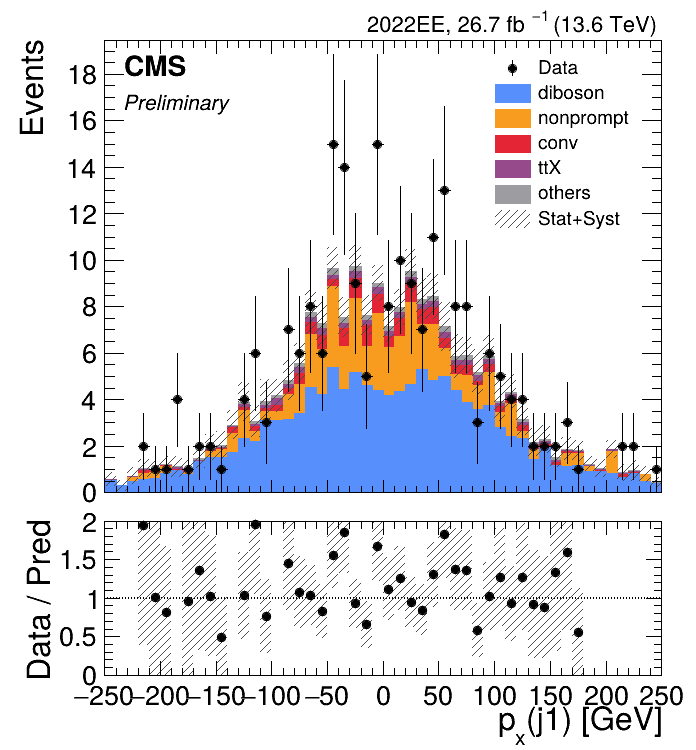 2022EE, 26.7 fb⁻¹ (13.6 TeV)
CMS
Preliminary
Events
18
16
14
12
10
8
6
4
2
0
Data
diboson
nonprompt
conv
ttX
others
Stat+Syst
Data / Pred
2
1.5
1
0.5
0
−250 −200 −150 −100 −50 0 50 100 150 200 250
pₓ(j1) [GeV]